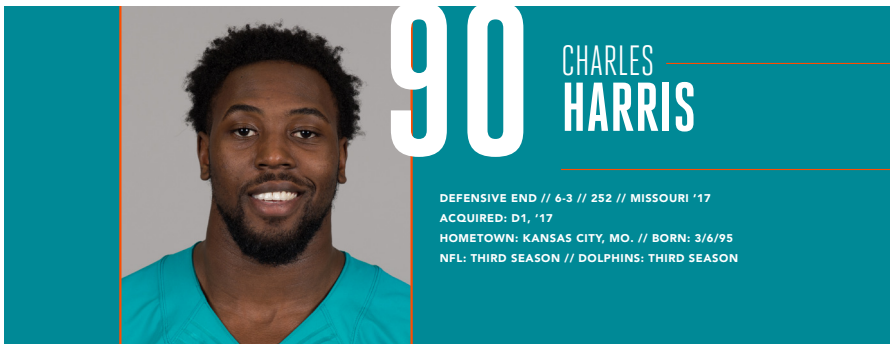 90
CHARLES
HARRIS
DEFENSIVE END // 6-3 // 252 // MISSOURI ‘17
ACQUIRED: D1, ‘17
HOMETOWN: KANSAS CITY, MO. // BORN: 3/6/95
NFL: THIRD SEASON // DOLPHINS: THIRD SEASON